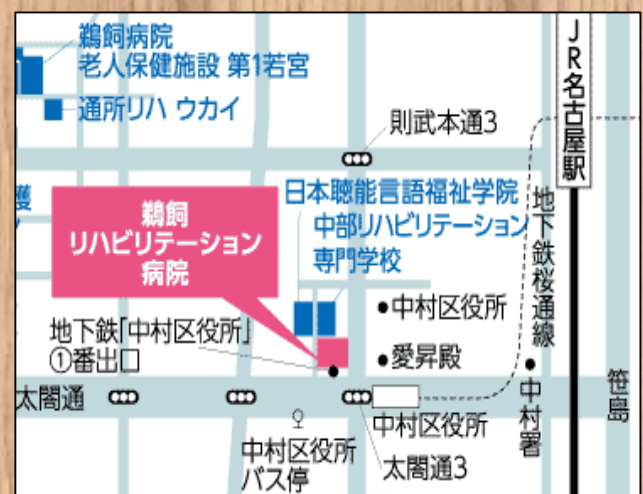 鵜飼病院
老人保健施設 第1若宮
通所リハ ウカイ
JR名古屋駅
則武本通3
護
日本聴能言語福祉学院
中部リハビリテーション
専門学校
鵜飼
リハビリテーション
病院
地下鉄桜通線
中村区役所
地下鉄「中村区役所」
①番出口
愛昇殿
太閤通
中村区役所
中村署
笹島
中村区役所
バス停
太閤通3